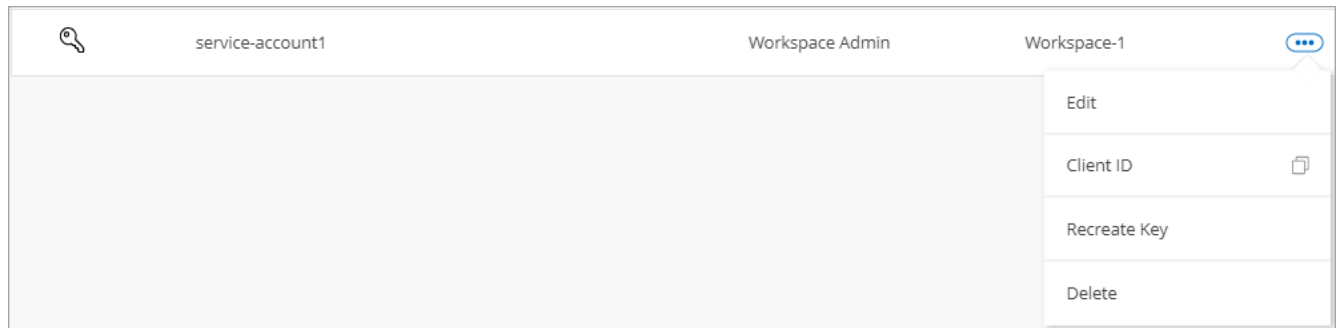 service-account1 Workspace Admin Workspace-1
Edit
Client ID
Recreate Key
Delete